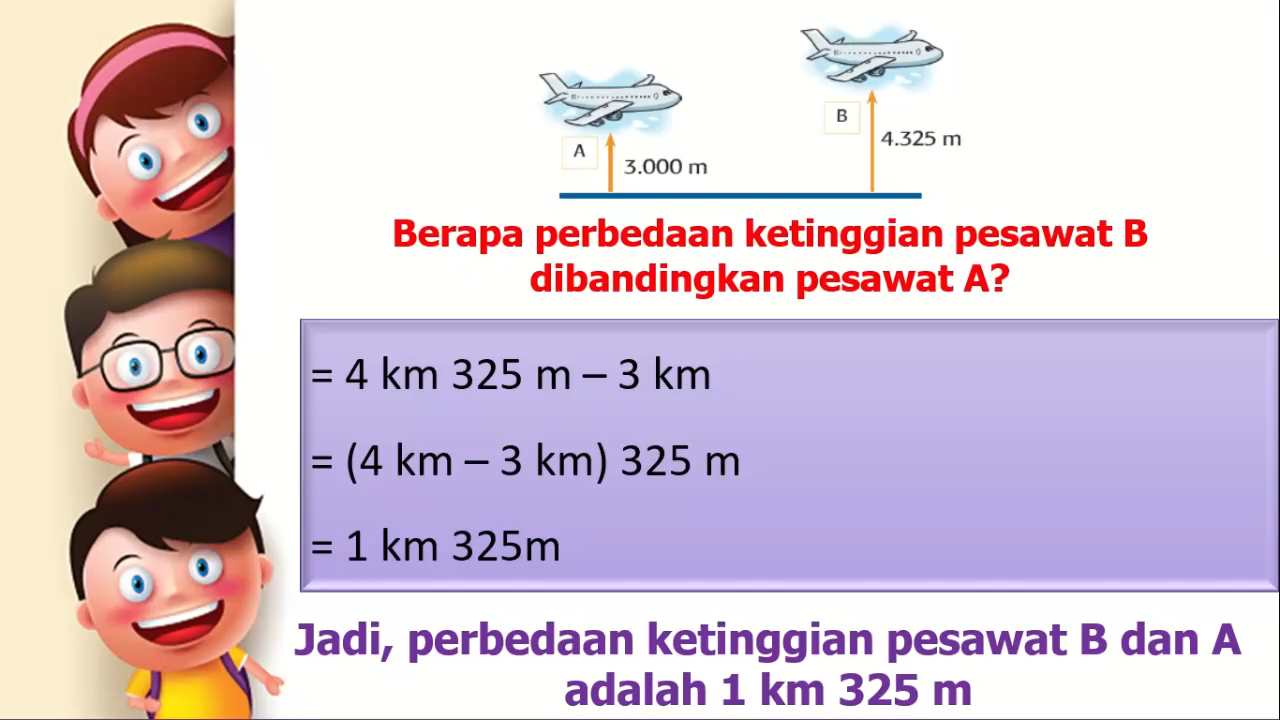 B
4.325 m
A
3.000 m
Berapa perbedaan ketinggian pesawat B
dibandingkan pesawat A?
= 4 km 325 m – 3 km
= (4 km – 3 km) 325 m
= 1 km 325m
Jadi, perbedaan ketinggian pesawat B dan A
adalah 1 km 325 m